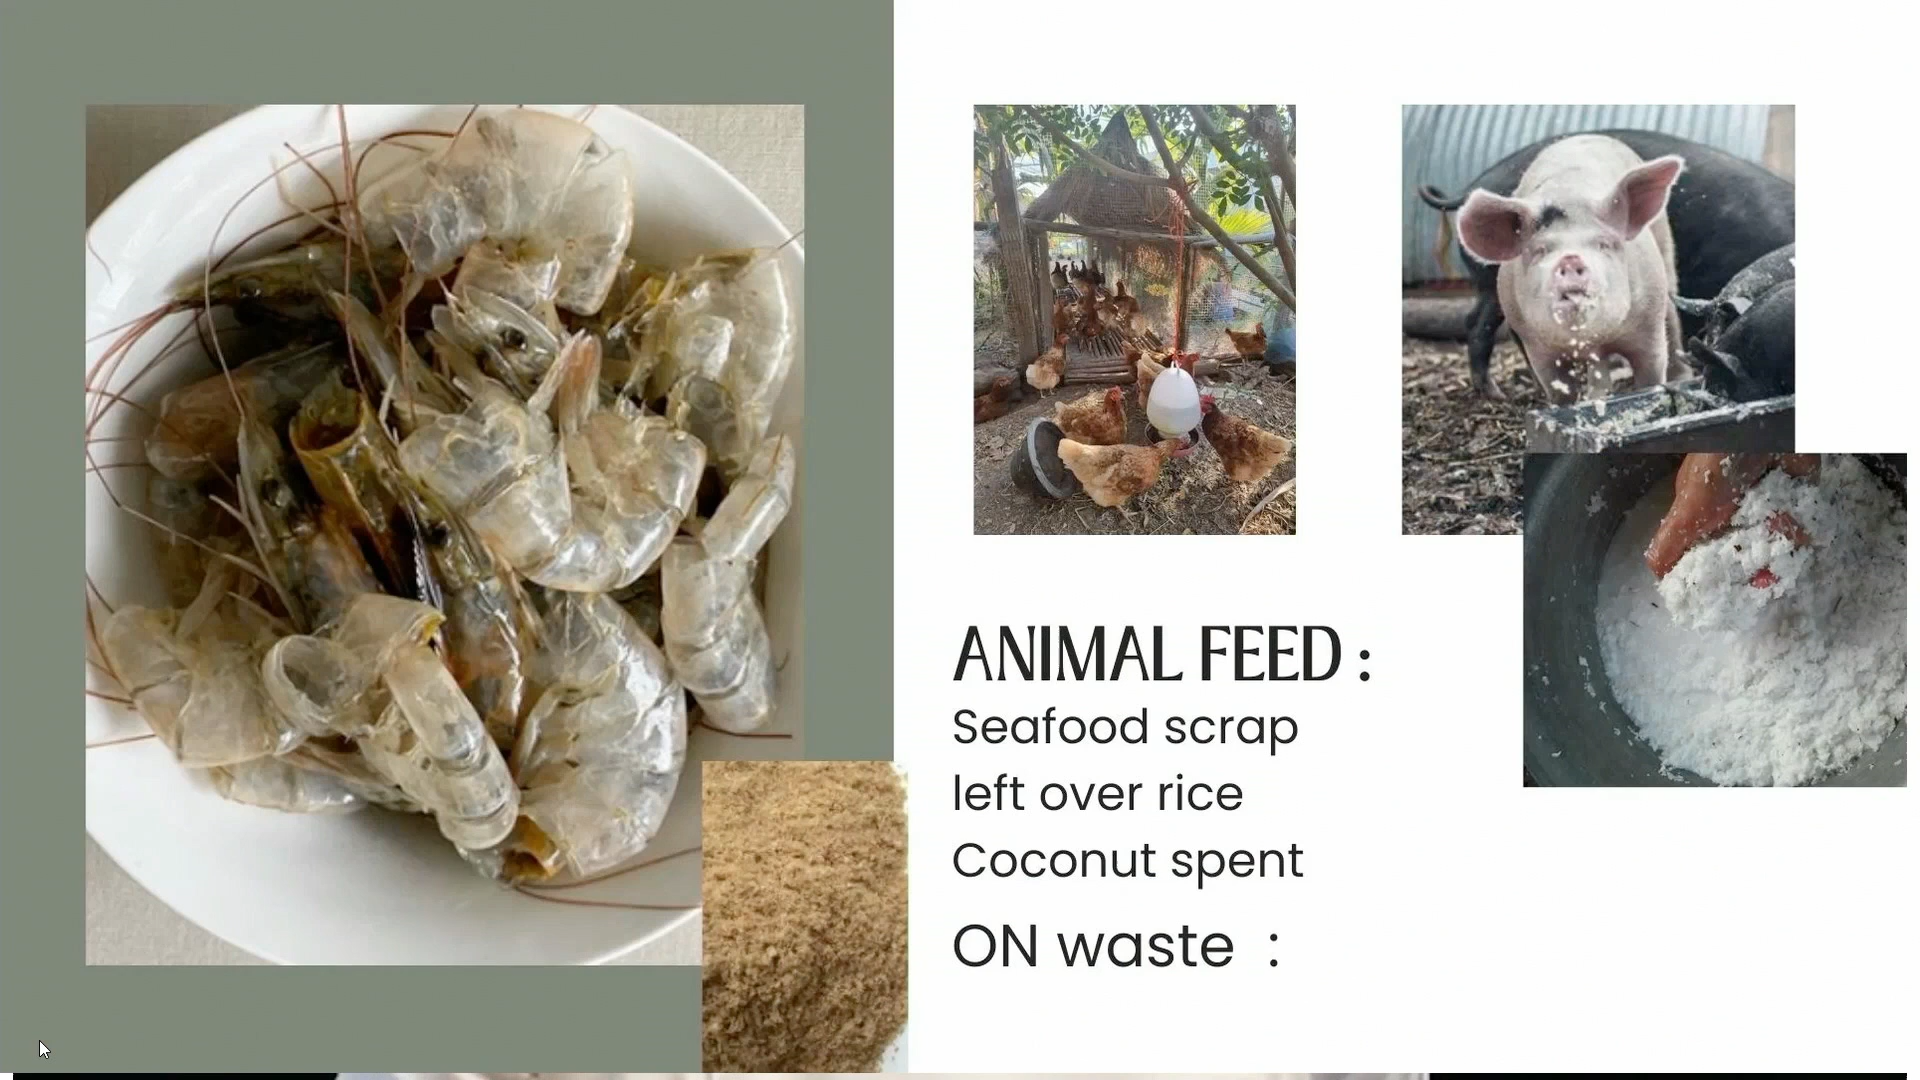 ANIMAL FEED :
Seafood scrap
left over rice
Coconut spent
ON waste :